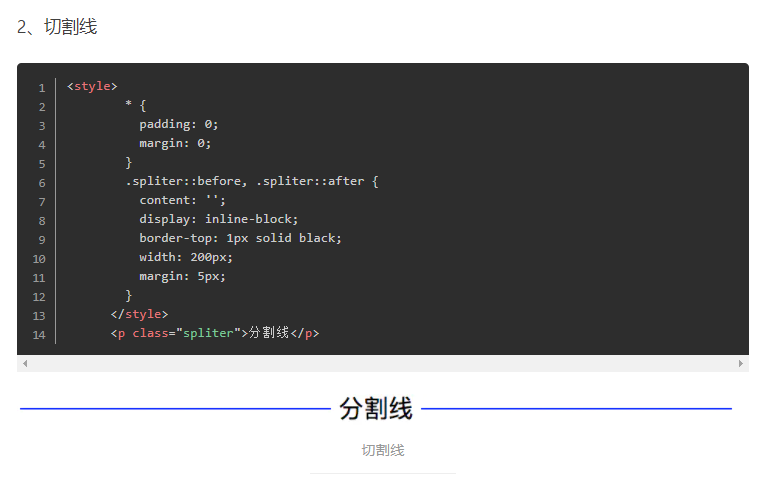 2、切割线
1 <style>
2 * {
3 padding: 0;
4 margin: 0;
5 }
6 .spliter::before, .spliter::after {
7 content: '';
8 display: inline-block;
9 border-top: 1px solid black;
10 width: 200px;
11 margin: 5px;
12 }
13 </style>
14 <p class="spliter">分割线</p>
分割线
切割线